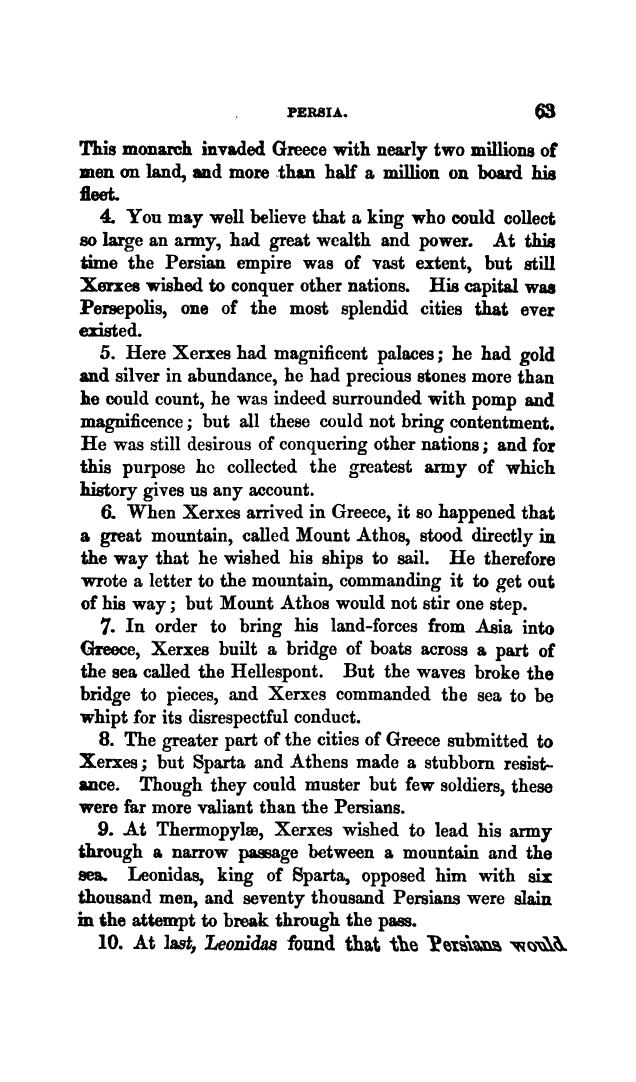 PERSIA. 63
This monarch invaded Greece with nearly two millions of
men on land, and more than half a million on board his
fleet.
4. You may well believe that a king who could collect
so large an army, had great wealth and power. At this
time the Persian empire was of vast extent, but still
Xerxes wished to conquer other nations. His capital was
Persepolis, one of the most splendid cities that ever
existed.
5. Here Xerxes had magnificent palaces; he had gold
and silver in abundance, he had precious stones more than
he could count, he was indeed surrounded with pomp and
magnificence; but all these could not bring contentment.
He was still desirous of conquering other nations; and for
this purpose he collected the greatest army of which
history gives us any account.
6. When Xerxes arrived in Greece, it so happened that
a great mountain, called Mount Athos, stood directly in
the way that he wished his ships to sail. He therefore
wrote a letter to the mountain, commanding it to get out
of his way; but Mount Athos would not stir one step.
7. In order to bring his land-forces from Asia into
Greece, Xerxes built a bridge of boats across a part of
the sea called the Hellespont. But the waves broke the
bridge to pieces, and Xerxes commanded the sea to be
whipt for its disrespectful conduct.
8. The greater part of the cities of Greece submitted to
Xerxes; but Sparta and Athens made a stubborn resist-
ance. Though they could muster but few soldiers, these
were far more valiant than the Persians.
9. At Thermopylæ, Xerxes wished to lead his army
through a narrow passage between a mountain and the
sea. Leonidas, king of Sparta, opposed him with six
thousand men, and seventy thousand Persians were slain
in the attempt to break through the pass.
10. At last, Leonidas found that the Persians would